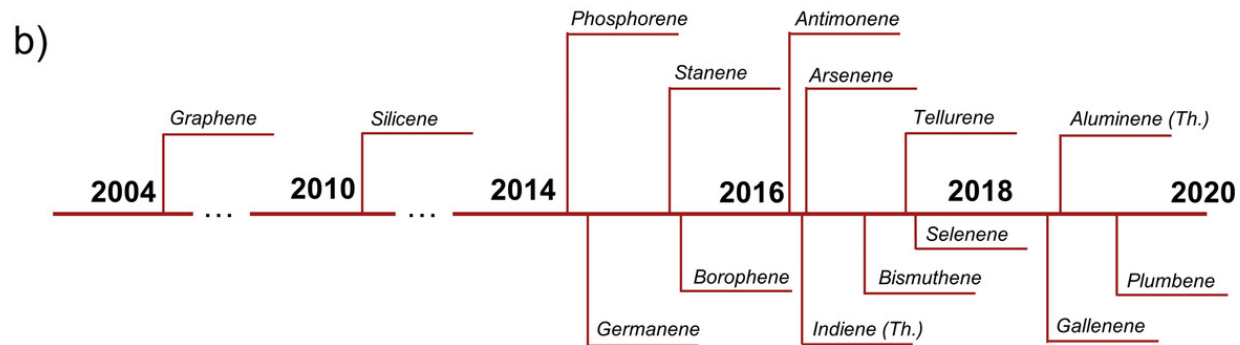 b)
Phosphorene
Antimonene
Stanene
Arsenene
Graphene
Silicene
Tellurene
Aluminene (Th.)
2004
2010
2014
2016
2018
2020
...
...
Selenene
Borophene
Bismuthene
Plumbene
Germanene
Indiene (Th.)
Gallenene